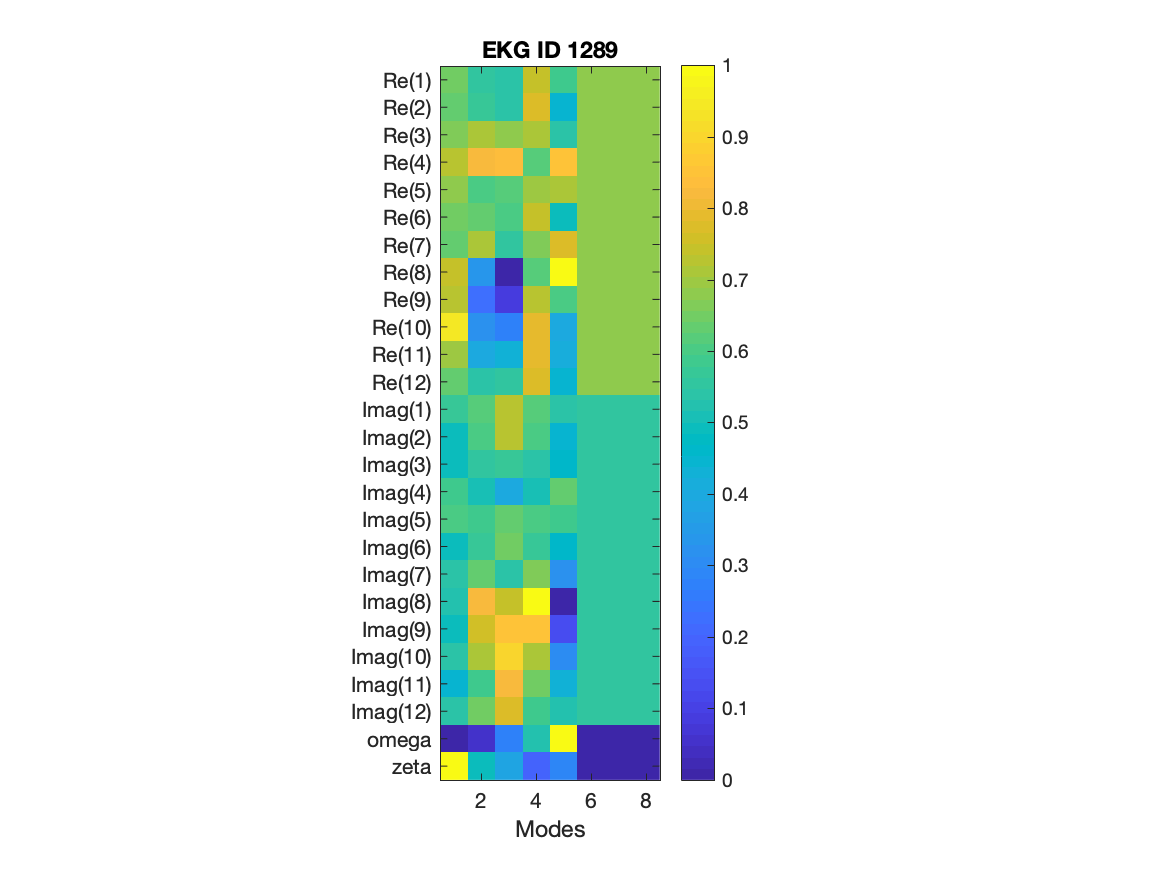 EKG ID 1289
Re(1)
Re(2)
Re(3)
Re(4)
Re(5)
Re(6)
Re(7)
Re(8)
Re(9)
Re(10)
Re(11)
Re(12)
Imag(1)
Imag(2)
Imag(3)
Imag(4)
Imag(5)
Imag(6)
Imag(7)
Imag(8)
Imag(9)
Imag(10)
Imag(11)
Imag(12)
omega
zeta
2 4 6 8
Modes
1
0.9
0.8
0.7
0.6
0.5
0.4
0.3
0.2
0.1
0